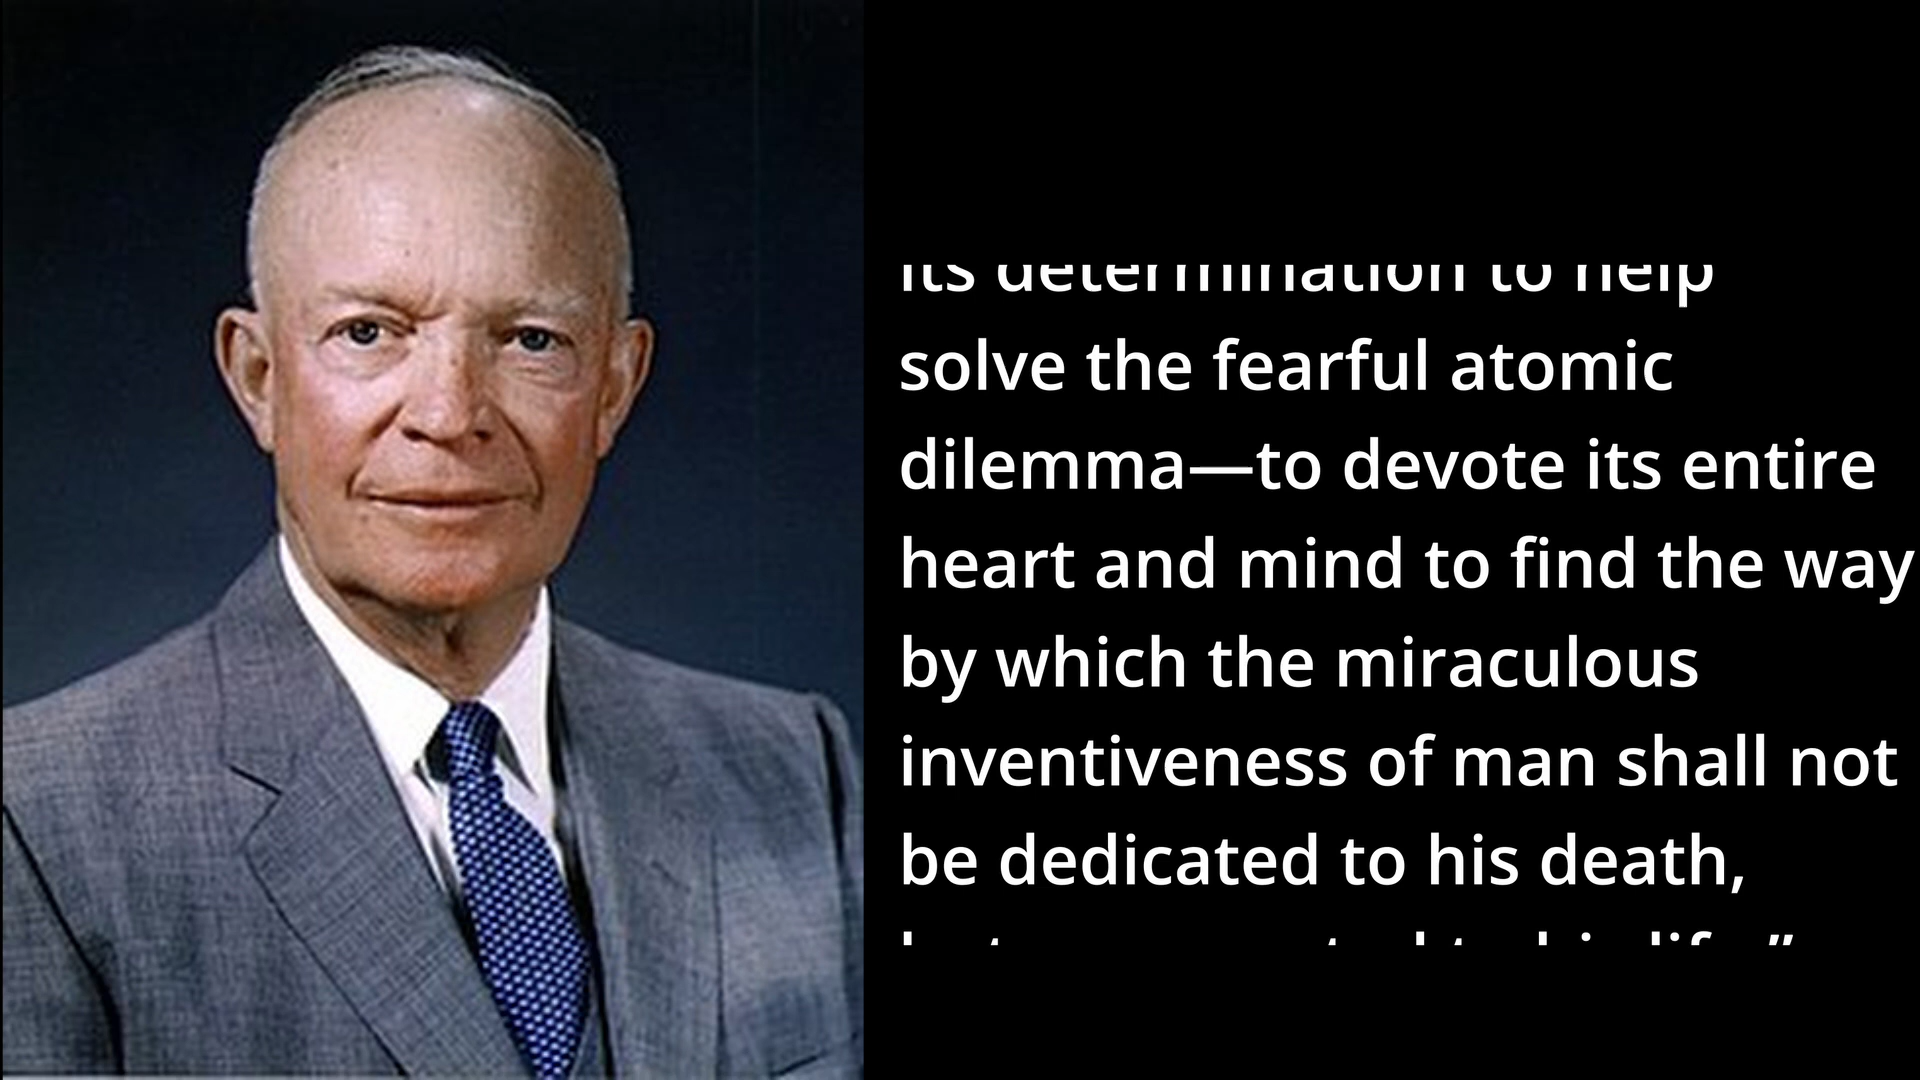 its determination to help
solve the fearful atomic
dilemma—to devote its entire
heart and mind to find the way
by which the miraculous
inventiveness of man shall not
be dedicated to his death,